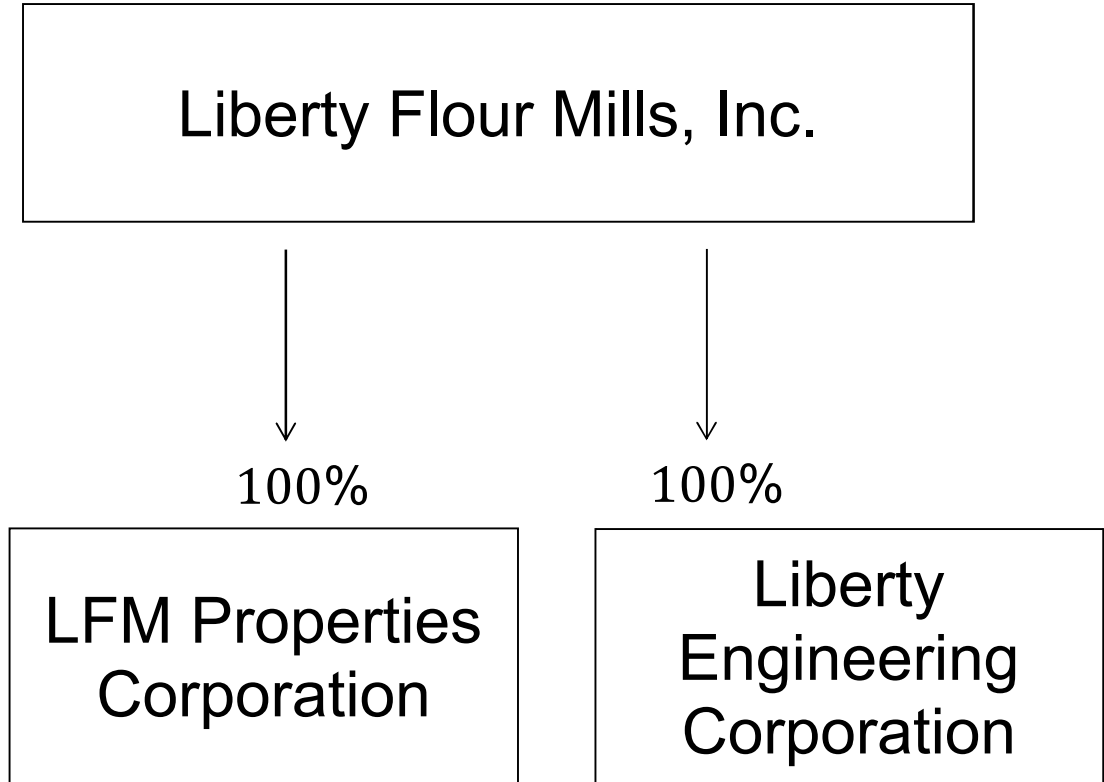 Liberty Flour Mills, Inc.
100%
100%
LFM Properties
Corporation
Liberty
Engineering
Corporation